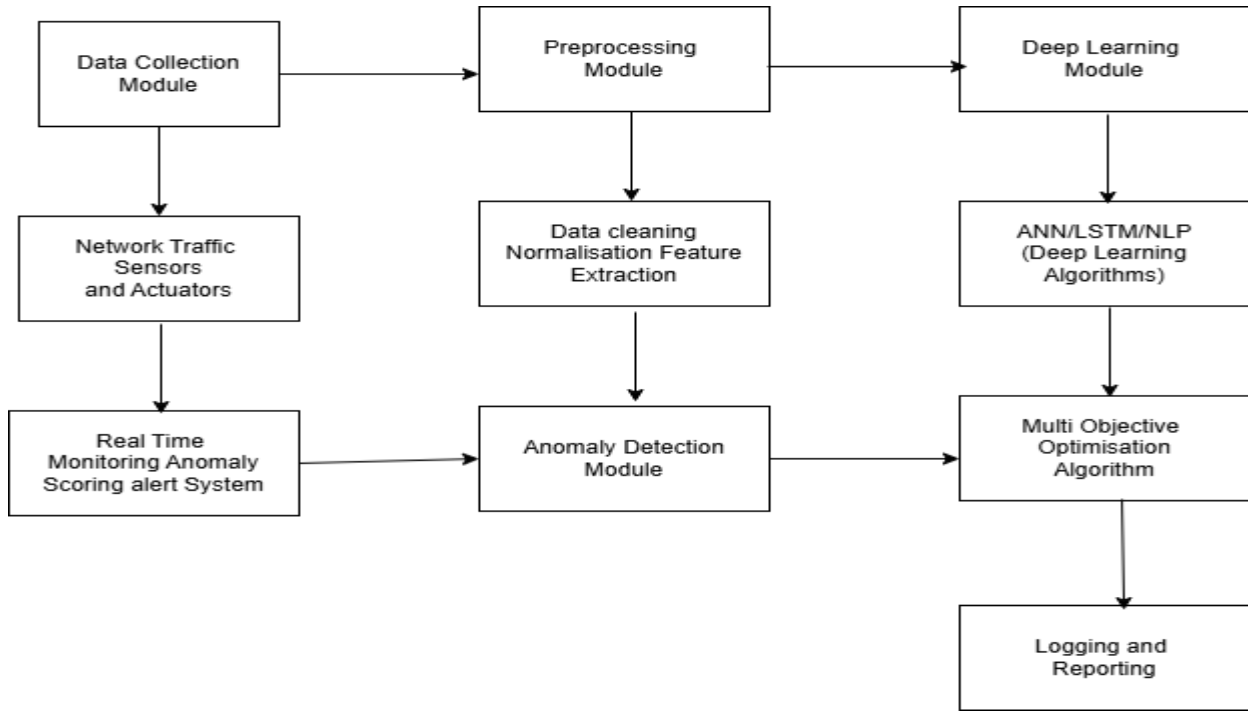 Data Collection
Module
Preprocessing
Module
Deep Learning
Module
Network Traffic
Sensors
and Actuators
Data cleaning
Normalisation Feature
Extraction
ANN/LSTM/NLP
(Deep Learning
Algorithms)
Real Time
Monitoring Anomaly
Scoring alert System
Anomaly Detection
Module
Multi Objective
Optimisation
Algorithm
Logging and
Reporting